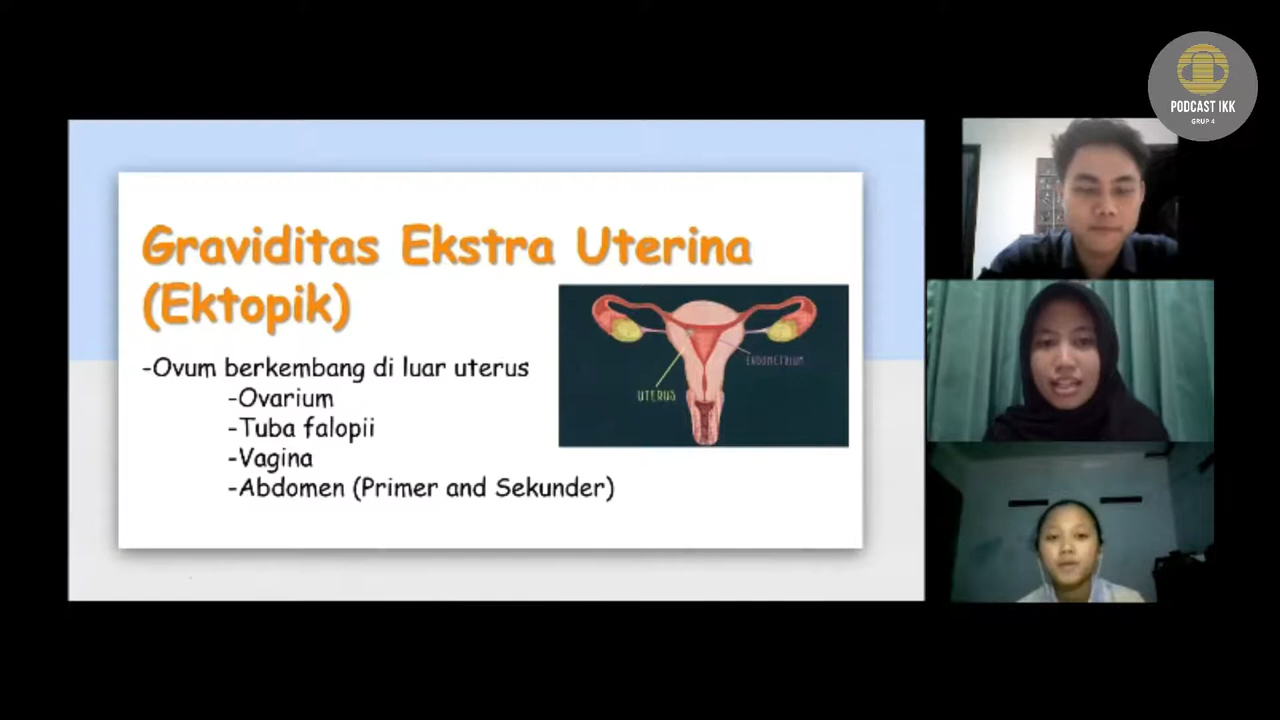 PODCAST IKK
GRUP 4
Graviditas Ekstra Uterina
(Ektopik)
-Ovum berkembang di luar uterus
-Ovarium
-Tuba falopii
-Vagina
-Abdomen (Primer and Sekunder)
ENDOMETRIUM
UTERUS